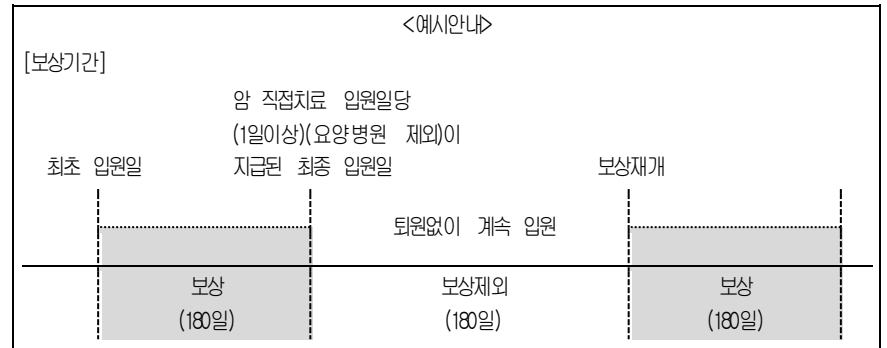 <예시안내>
[보상기간]
암 직접치료 입원일당
(1일이상)(요양병원 제외)이
최초 입원일 지급된 최종 입원일 보상재개
퇴원없이 계속 입원
보상 보상제외 보상
(180일) (180일) (180일)